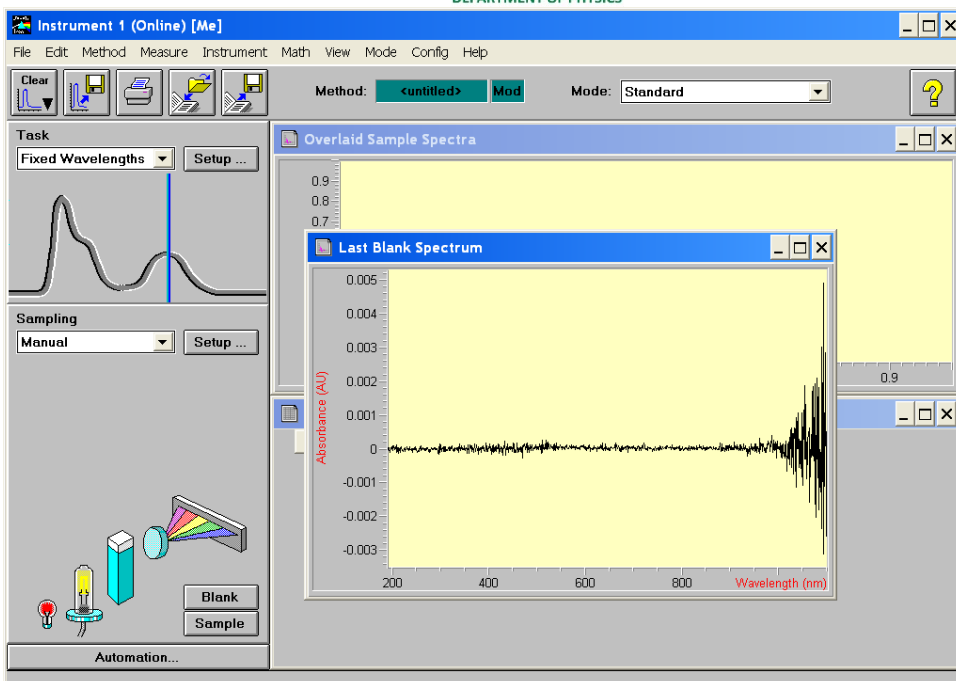 DEPARTMENT OF PHYSICS
Instrument 1 (Online) [Me]
File Edit Method Measure Instrument Math View Mode Config Help
Clear
Method: <untitled> Mod Mode: Standard
Task
Fixed Wavelengths Setup ...
Sampling
Manual Setup ...
Blank
Sample
Automation...
Overlaid Sample Spectra
0.9
0.8
0.7
0.9
Last Blank Spectrum
0.005
0.004
0.003
0.002
0.001
0
-0.001
-0.002
-0.003
Absorbance (AU)
200 400 600 800 Wavelength (nm)